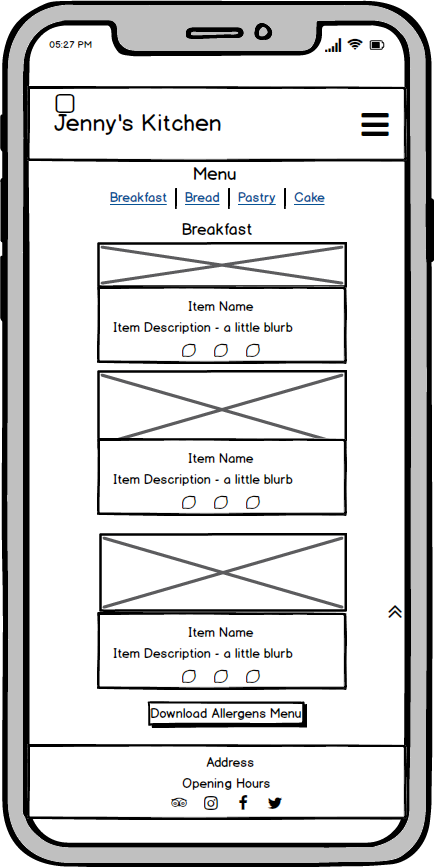 05:27 PM
Jenny's Kitchen
Menu
Breakfast Bread Pastry Cake
Breakfast
Item Name
Item Description - a little blurb
Item Name
Item Description - a little blurb
Item Name
Item Description - a little blurb
Download Allergens Menu
Address
Opening Hours